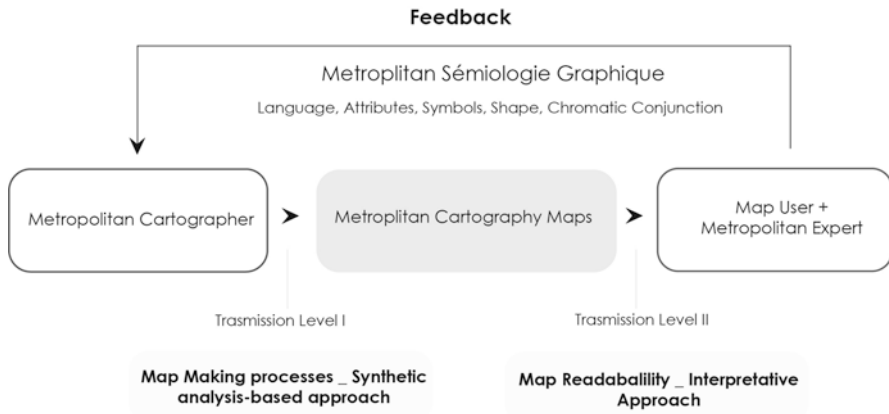 Feedback
Metroplitan Sémiologie Graphique
Language, Attributes, Symbols, Shape, Chromatic Conjunction
Metropolitan Cartographer
Metroplitan Cartography Maps
Map User +
Metropolitan Expert
Trasmission Level I
Trasmission Level II
Map Making processes _ Synthetic
analysis-based approach
Map Readabalility _ Interpretative
Approach